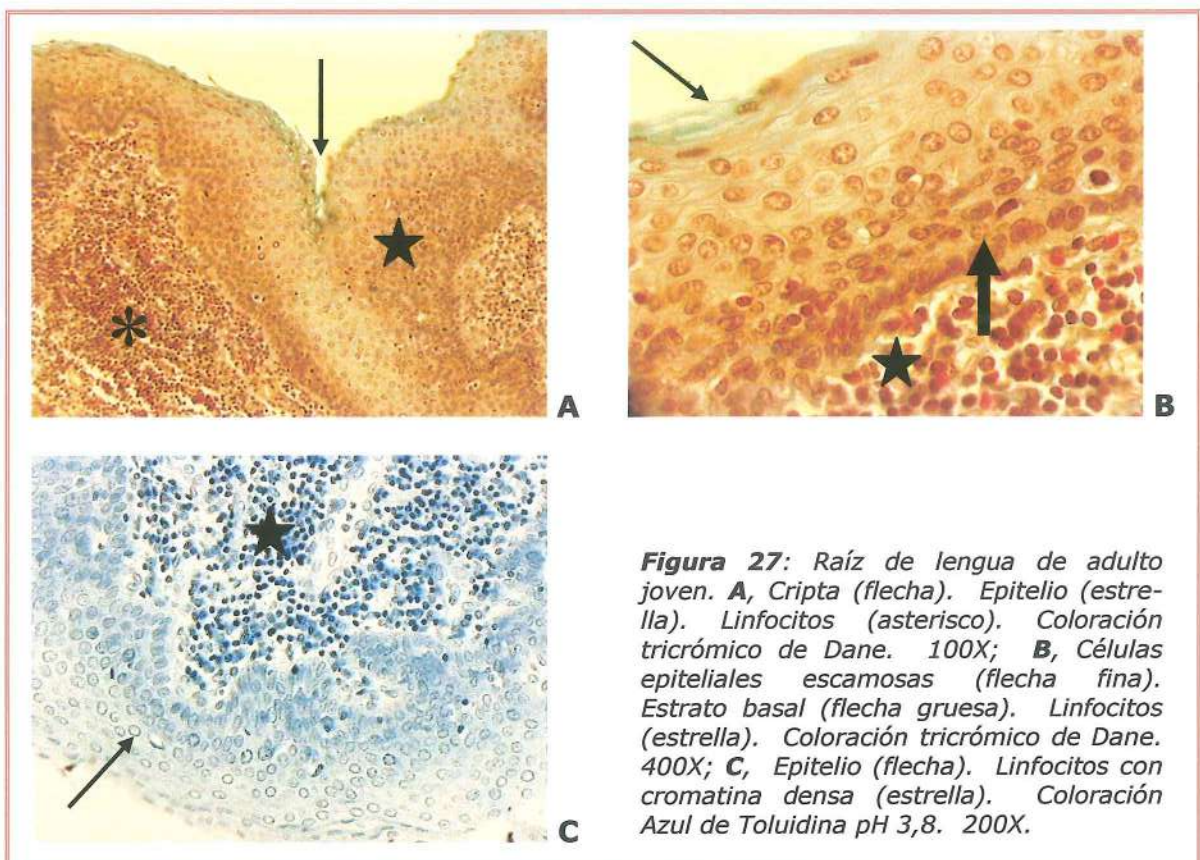 A
B
C
Figura 27: Raíz de lengua de adulto
joven. A, Cripta (flecha). Epitelio (estre-
lla). Linfocitos (asterisco). Coloración
tricrómico de Dane. 100X; B, Células
epiteliales escamosas (flecha fina).
Estrato basal (flecha gruesa). Linfocitos
(estrella). Coloración tricrómico de Dane.
400X; C, Epitelio (flecha). Linfocitos con
cromatina densa (estrella). Coloración
Azul de Toluidina pH 3,8. 200X.